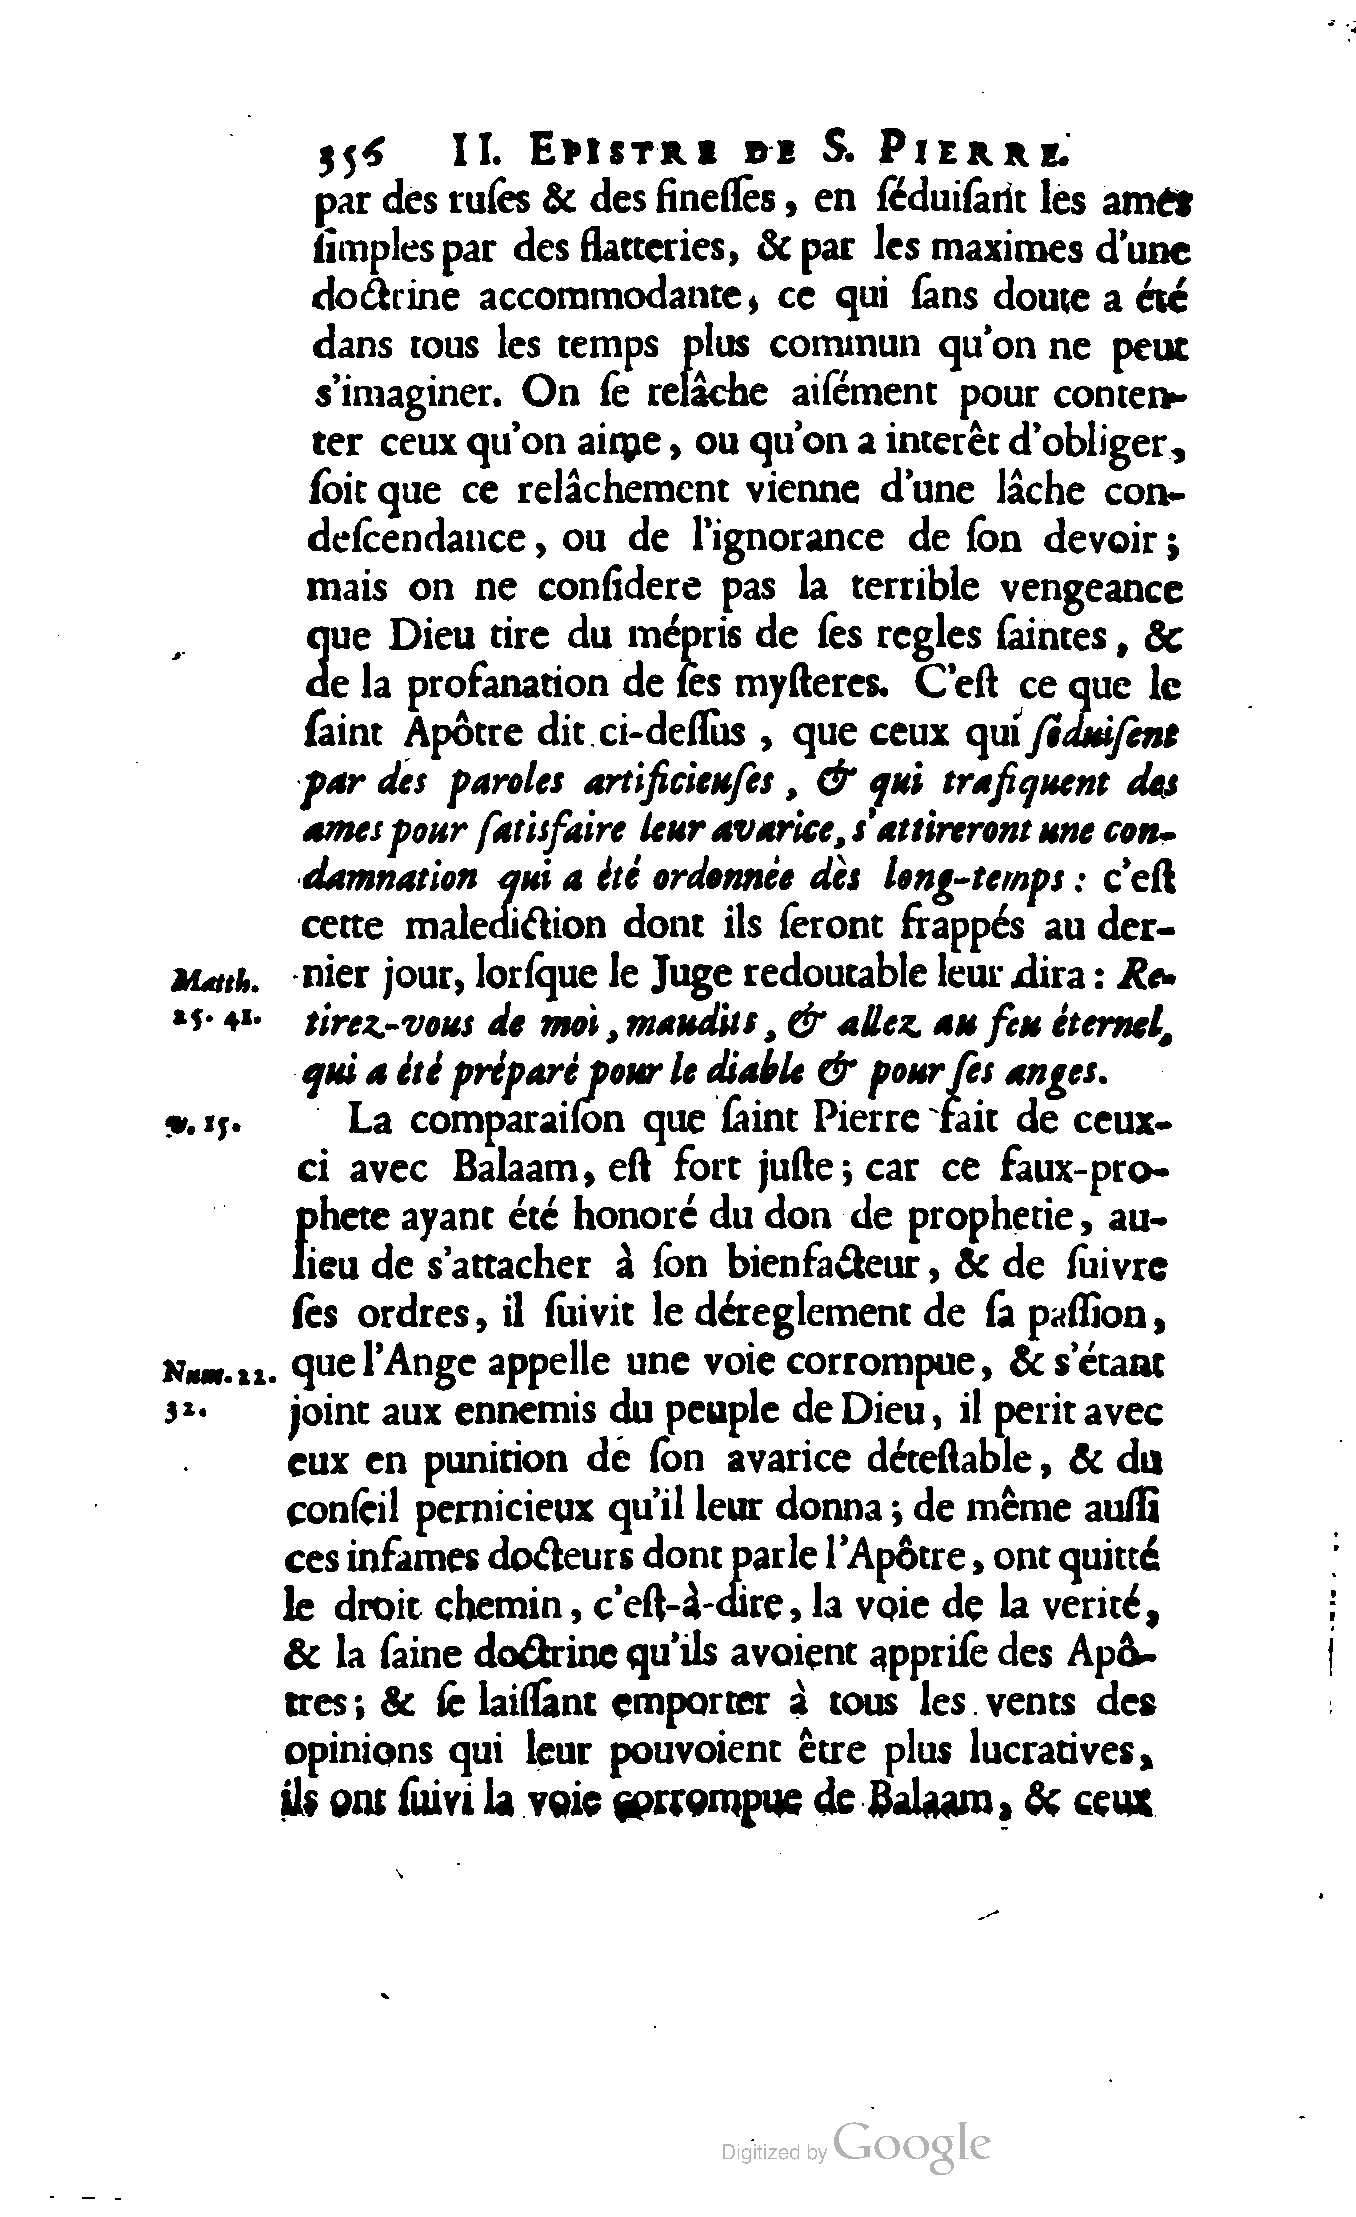 356 II. EPISTRE DE S. PIERRE.
par des ruſes & des fineſſes, en ſéduiſant les ames
ſimples par des flatteries, & par les maximes d'une
doctrine accommodante, ce qui ſans doute a été
dans tous les temps plus commun qu'on ne peut
s'imaginer. On ſe relâche aiſément pour conten-
ter ceux qu'on aime, ou qu'on a interêt d'obliger,
ſoit que ce relâchement vienne d'une lâche con-
deſcendance, ou de l'ignorance de ſon devoir;
mais on ne conſidere pas la terrible vengeance
que Dieu tire du mépris de ſes regles ſaintes, &
de la profanation de ſes myſteres. C'eſt ce que le
ſaint Apôtre dit ci-deſſus, que ceux qui ſéduiſent
par des paroles artificieuſes, & qui trafiquent des
ames pour ſatisfaire leur avarice, s'attireront une con-
damnation qui a été ordonnée dès long-temps : c'eſt
cette malediction dont ils ſeront frappés au der-
Matth. nier jour, lorſque le Juge redoutable leur dira : Re-
25. 41. tirez-vous de moi, maudits, & allez au feu éternel,
qui a été préparé pour le diable & pour ſes anges.
v. 15. La comparaiſon que ſaint Pierre fait de ceux-
ci avec Balaam, eſt fort juſte; car ce faux-pro-
phete ayant été honoré du don de prophetie, au-
lieu de s'attacher à ſon bienfacteur, & de ſuivre
ſes ordres, il ſuivit le déreglement de ſa paſſion,
Num. 22. que l'Ange appelle une voie corrompue, & s'étant
32. joint aux ennemis du peuple de Dieu, il perit avec
eux en punition de ſon avarice déteſtable, & du
conſeil pernicieux qu'il leur donna; de même auſſi
ces infames docteurs dont parle l'Apôtre, ont quitté
le droit chemin, c'eſt-à-dire, la voie de la verité,
& la ſaine doctrine qu'ils avoient appriſe des Apô-
tres; & ſe laiſſant emporter à tous les vents des
opinions qui leur pouvoient être plus lucratives,
ils ont ſuivi la voie corrompue de Balaam, & ceux
Digitized by Google